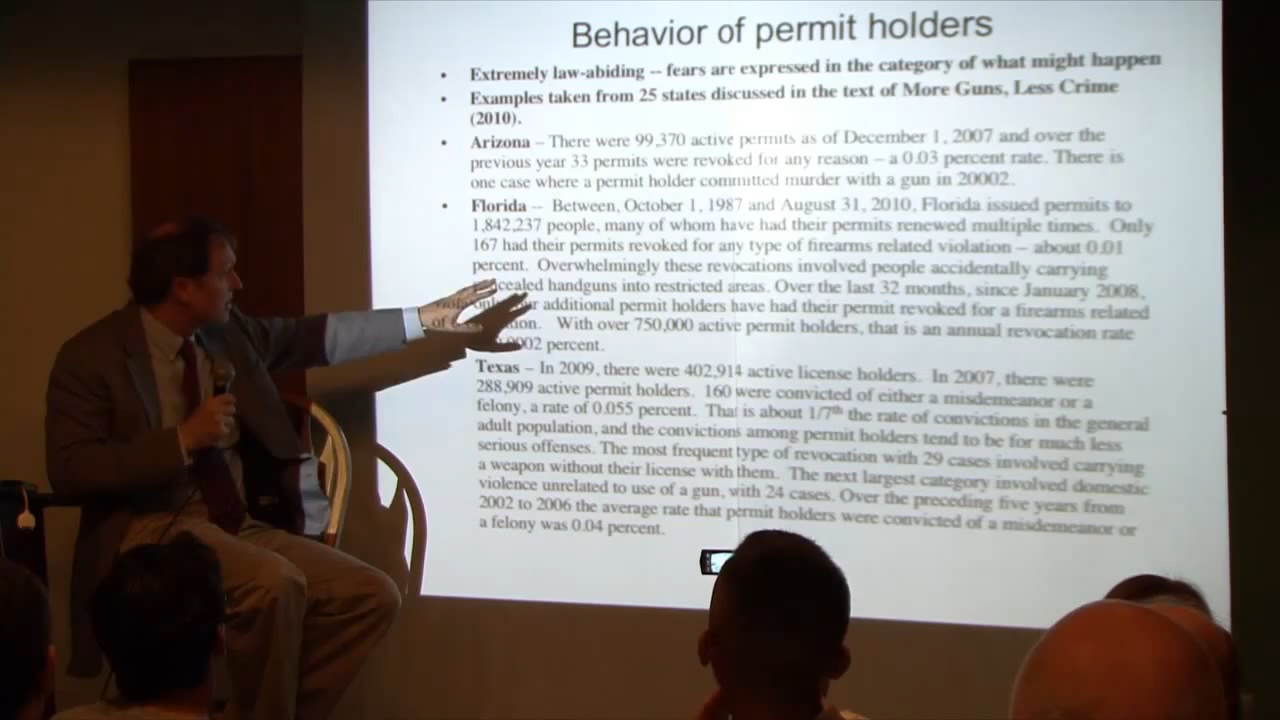 Behavior of permit holders
• Extremely law-abiding -- fears are expressed in the category of what might happen
• Examples taken from 25 states discussed in the text of More Guns, Less Crime
(2010).
• Arizona – There were 99,370 active permits as of December 1, 2007 and over the
previous year 33 permits were revoked for any reason – a 0.03 percent rate. There is
one case where a permit holder committed murder with a gun in 20002.
• Florida -- Between, October 1, 1987 and August 31, 2010, Florida issued permits to
1,842,237 people, many of whom have had their permits renewed multiple times. Only
167 had their permits revoked for any type of firearms related violation – about 0.01
percent. Overwhelmingly these revocations involved people accidentally carrying
cealed handguns into restricted areas. Over the last 32 months, since January 2008,
additional permit holders have had their permit revoked for a firearms related
With over 750,000 active permit holders, that is an annual revocation rate
of 002 percent.
Texas – In 2009, there were 402,914 active license holders. In 2007, there were
288,909 active permit holders. 160 were convicted of either a misdemeanor or a
felony, a rate of 0.055 percent. That is about 1/7th the rate of convictions in the general
adult population, and the convictions among permit holders tend to be for much less
serious offenses. The most frequent type of revocation with 29 cases involved carrying
a weapon without their license with them. The next largest category involved domestic
violence unrelated to use of a gun, with 24 cases. Over the preceding five years from
2002 to 2006 the average rate that permit holders were convicted of a misdemeanor or
a felony was 0.04 percent.